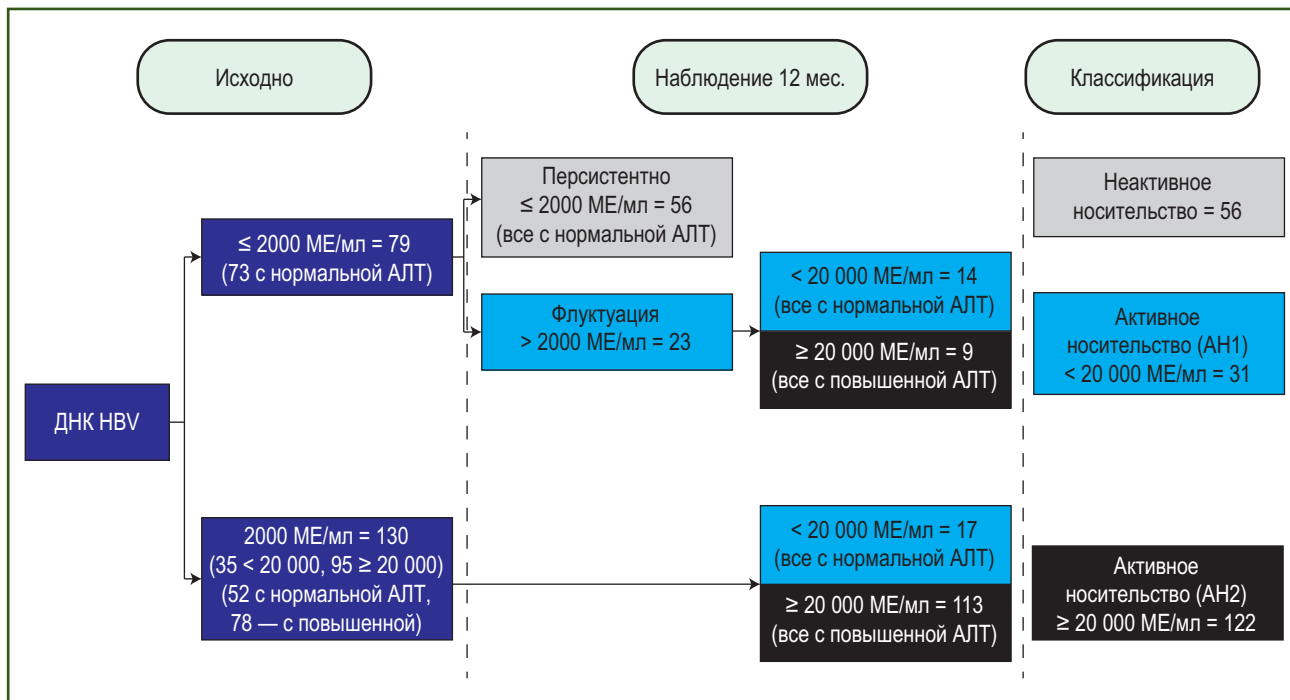 Исходно
Наблюдение 12 мес.
Классификация
ДНК HBV
≤ 2000 МЕ/мл = 79
(73 с нормальной АЛТ)
Персистентно
≤ 2000 МЕ/мл = 56
(все с нормальной АЛТ)
Флуктуация
> 2000 МЕ/мл = 23
< 20 000 МЕ/мл = 14
(все с нормальной АЛТ)
≥ 20 000 МЕ/мл = 9
(все с повышенной АЛТ)
Неактивное
носительство = 56
Активное
носительство (АН1)
< 20 000 МЕ/мл = 31
2000 МЕ/мл = 130
(35 < 20 000, 95 ≥ 20 000)
(52 с нормальной АЛТ,
78 — с повышенной)
< 20 000 МЕ/мл = 17
(все с нормальной АЛТ)
≥ 20 000 МЕ/мл = 113
(все с повышенной АЛТ)
Активное
носительство (АН2)
≥ 20 000 МЕ/мл = 122